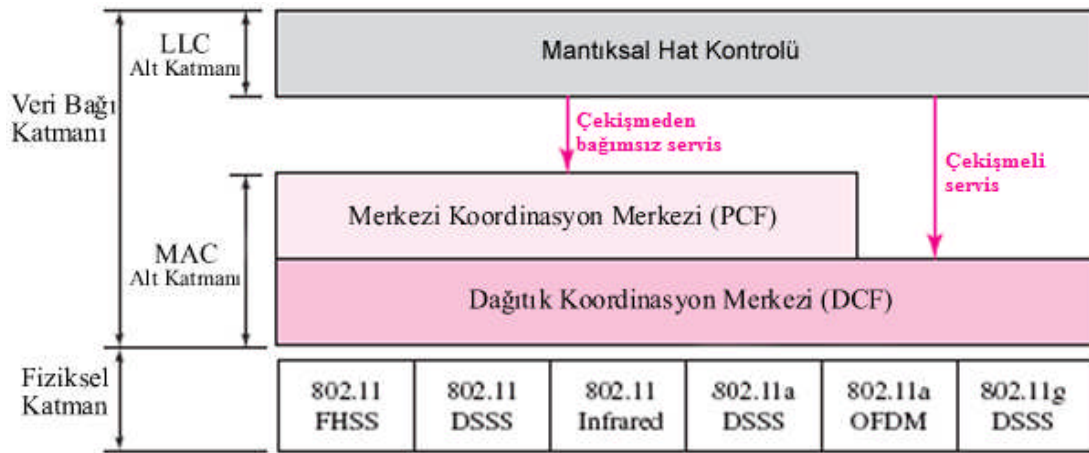 LLC
Alt Katmanı
Mantıksal Hat Kontrolü
Veri Bağı
Katmanı
Çekişmeden
bağımsız servis
Çekişmeli
servis
MAC
Alt Katmanı
Merkezi Koordinasyon Merkezi (PCF)
Dağıtık Koordinasyon Merkezi (DCF)
Fiziksel
Katman
802.11
FHSS
802.11
DSSS
802.11
Infrared
802.11a
DSSS
802.11a
OFDM
802.11g
DSSS